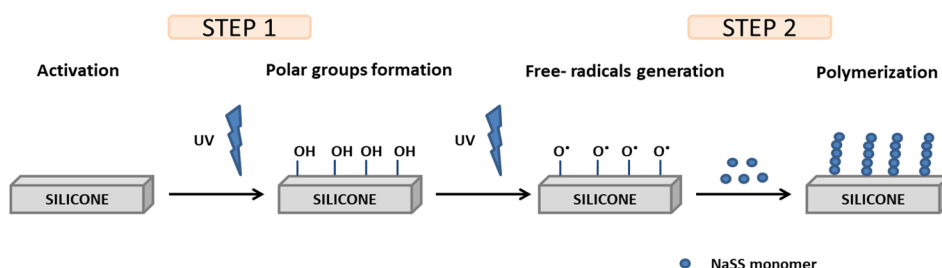 STEP 1
STEP 2
Activation
Polar groups formation
Free- radicals generation
Polymerization
UV
UV
OH OH OH OH
O• O• O• O•
SILICONE
SILICONE
SILICONE
SILICONE
NaSS monomer